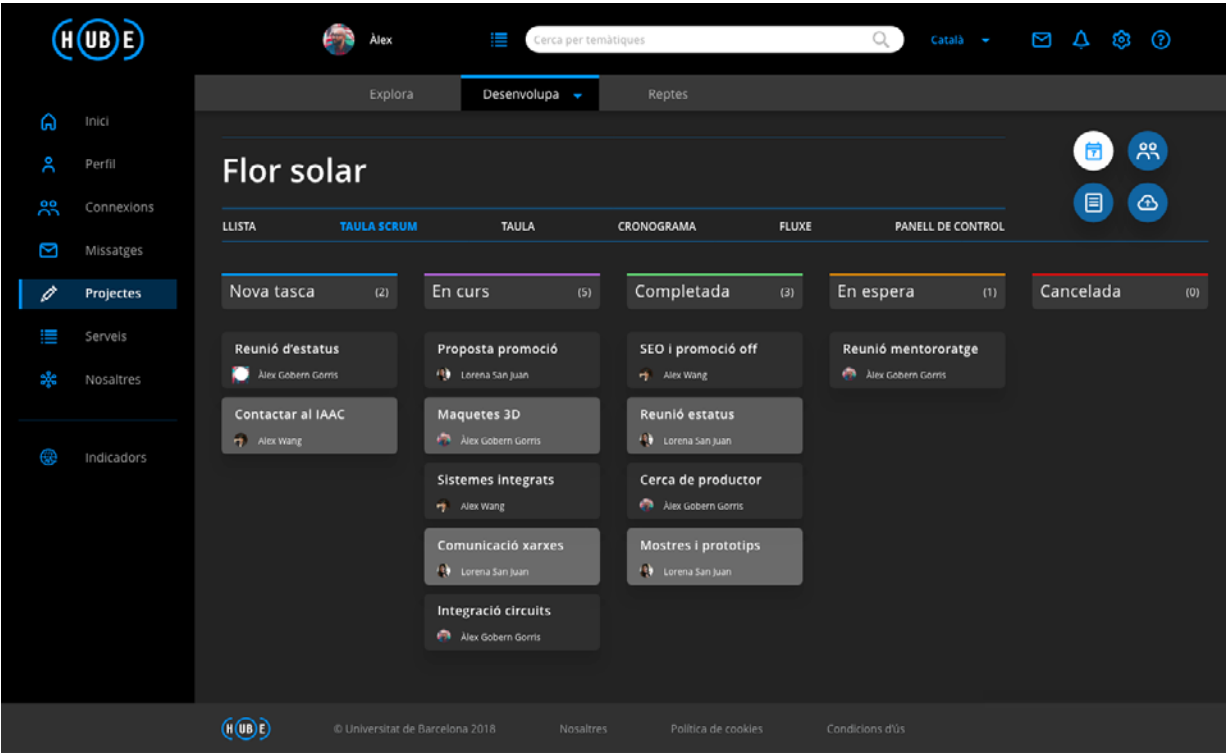 HUBE
Àlex
Cerca per temàtiques
Català
Explora
Desenvolupa
Reptes
Inici
Perfil
Connexions
Missatges
Projectes
Serveis
Nosaltres
Indicadors
Flor solar
LLISTA
TAULA SCRUM
TAULA
CRONOGRAMA
FLUXE
PANELL DE CONTROL
Nova tasca (2)
Reunió d'estatus
Àlex Gobern Gorris
Contactar al IAAC
Alex Wang
En curs (5)
Proposta promoció
Lorena San Juan
Maquetes 3D
Àlex Gobern Gorris
Sistemes integrats
Alex Wang
Comunicació xarxes
Lorena San Juan
Integració circuits
Àlex Gobern Gorris
Completada (3)
SEO i promoció off
Alex Wang
Reunió estatus
Lorena San Juan
Cerca de productor
Àlex Gobern Gorris
Mostres i prototips
Lorena San Juan
En espera (1)
Reunió mentororatge
Àlex Gobern Gorris
Cancelada (0)
HUBE
© Universitat de Barcelona 2018
Nosaltres
Política de cookies
Condicions d'ús